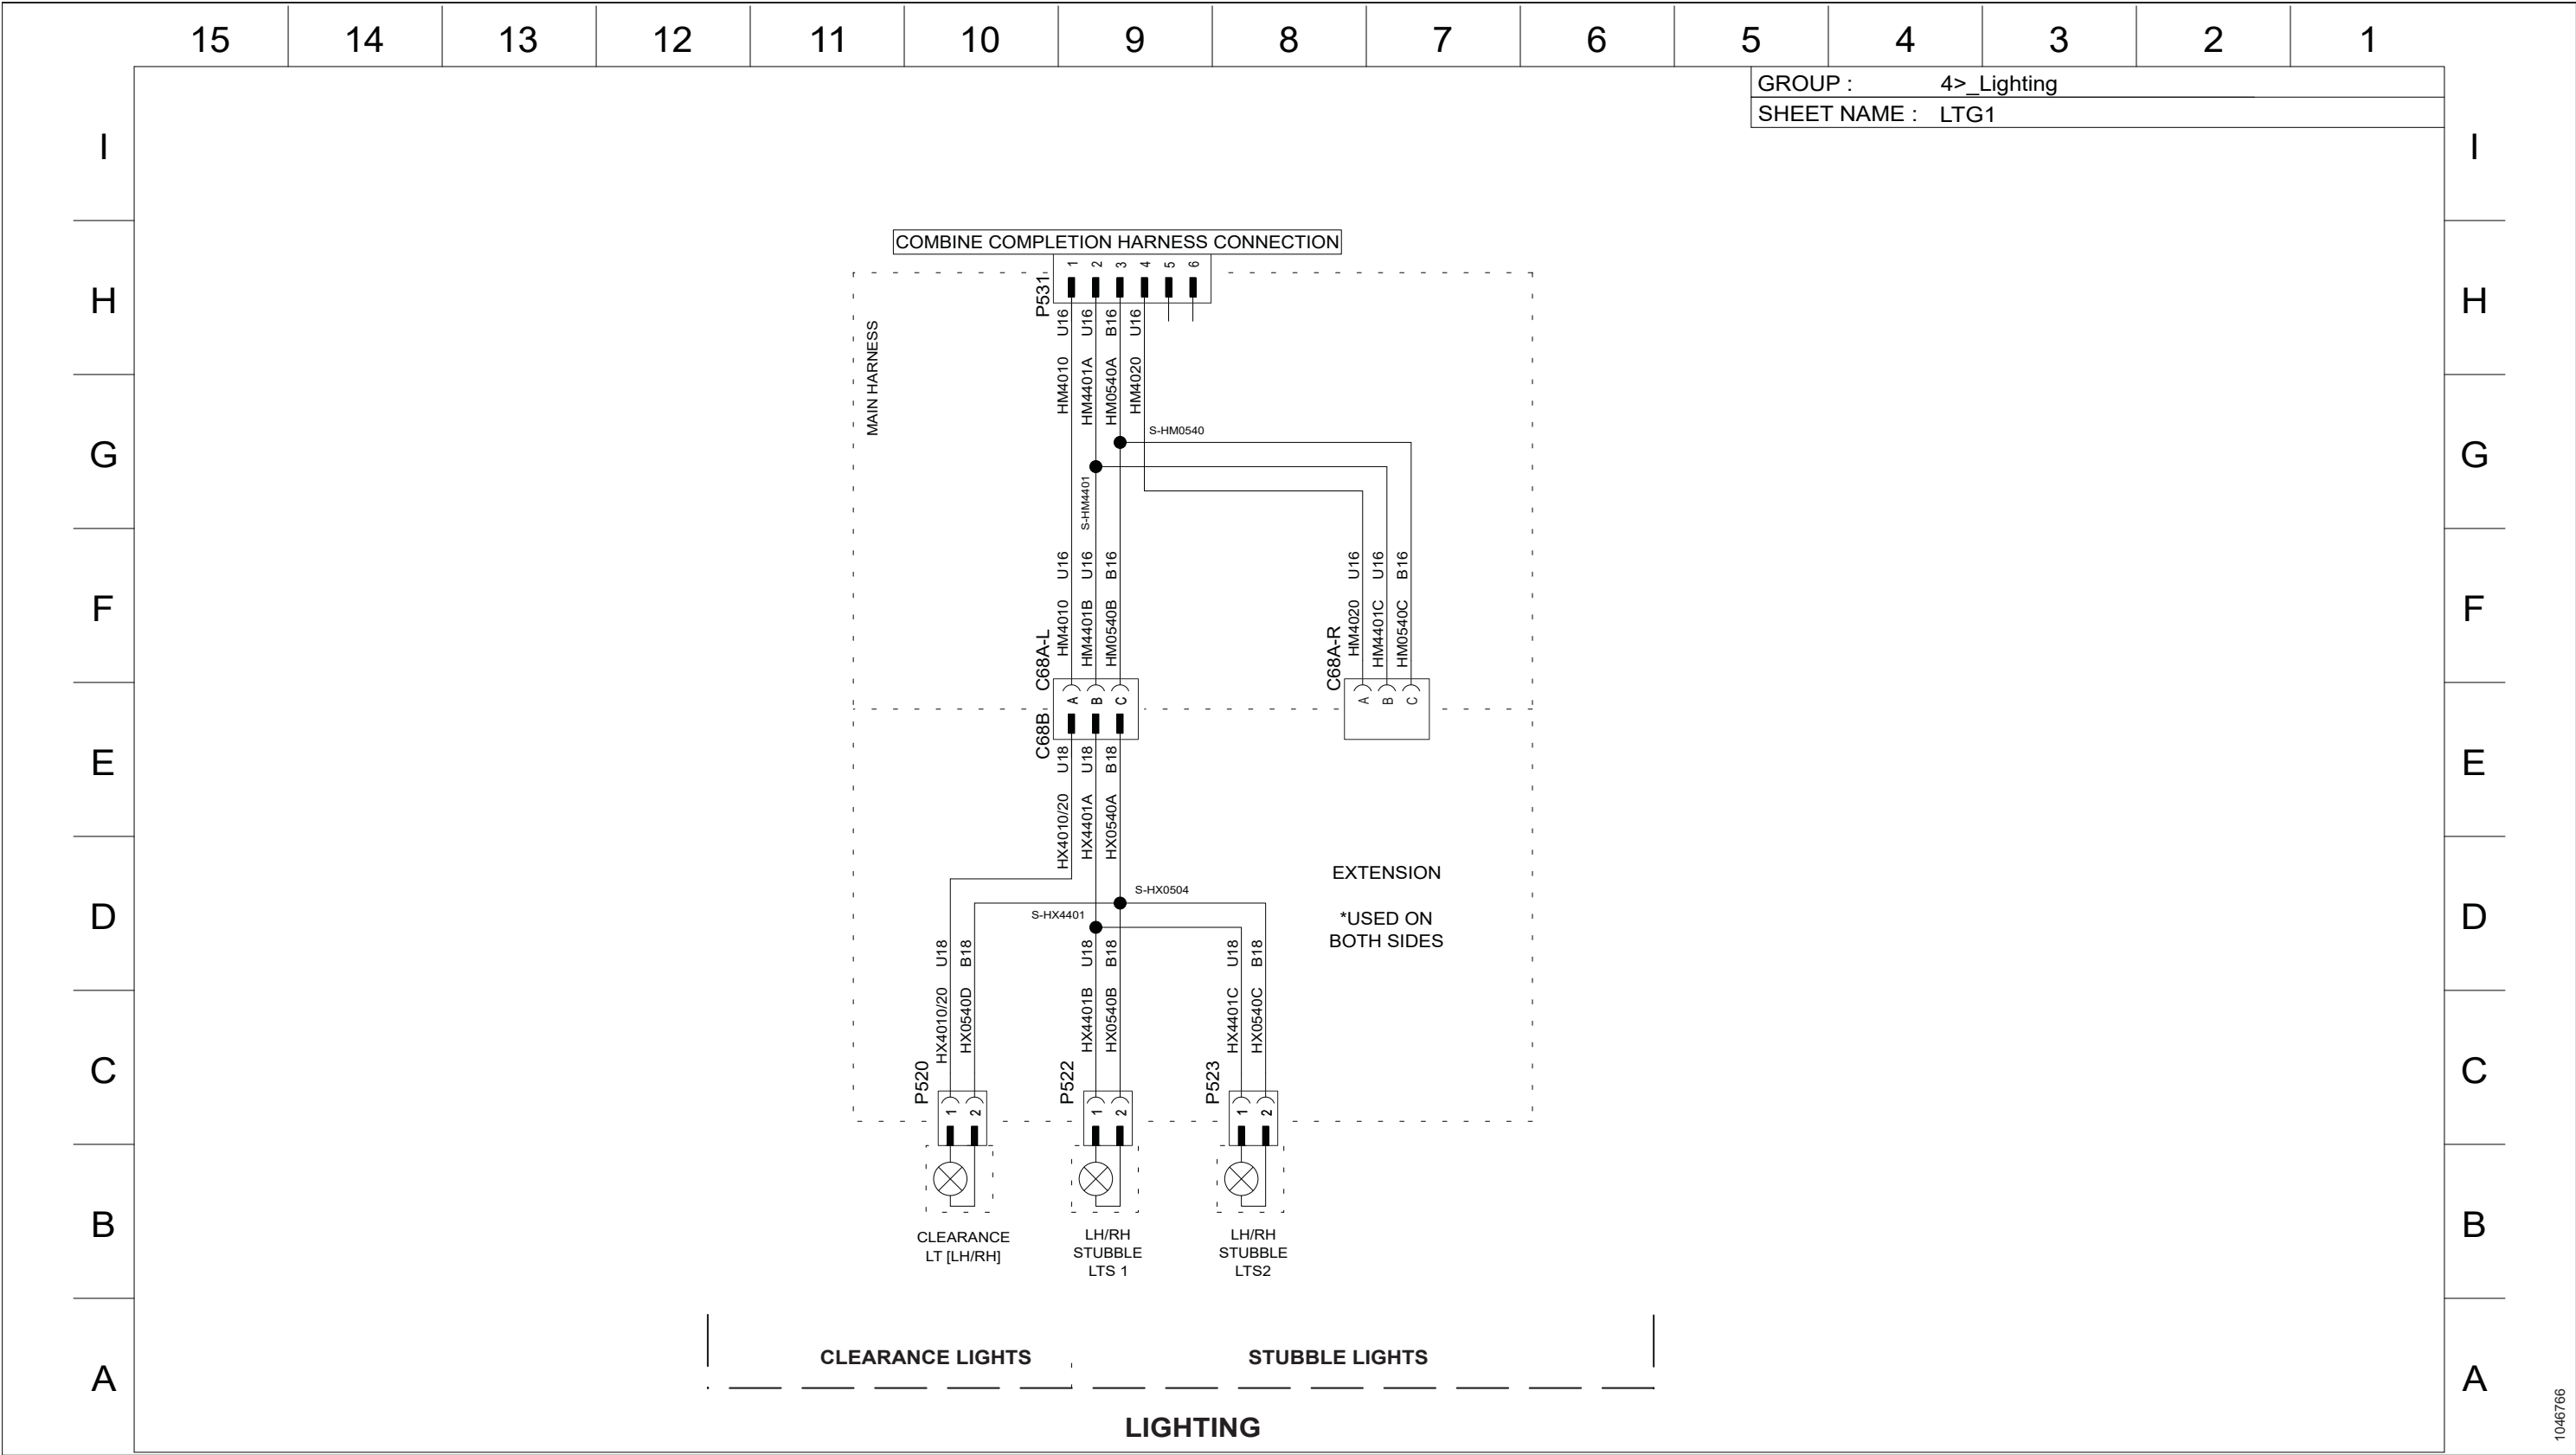 15 14 13 12 11 10 9 8 7 6 5 4 3 2 1
GROUP : 4>_Lighting
SHEET NAME : LTG1
I I
COMBINE COMPLETION HARNESS CONNECTION
P531 1 2 3 4 5 6
H H
MAIN HARNESS
U16 U16 B16 U16
HM4010 HM4401A HM0540A HM4020
S-HM0540
G G
S-HM4401
U16 U16 B16
HM4010 HM4401B HM0540B
U16 U16 B16
HM4020 HM4401C HM0540C
F F
C68A-L
C68A-R
A B C
A B C
C68B
U18 U18 B18
E E
HX4010/20 HX4401A HX0540A
EXTENSION
S-HX0504
S-HX4401
*USED ON
BOTH SIDES
D D
U18 B18 U18 B18 U18 B18
HX4010/20 HX0540D HX4401B HX0540B HX4401C HX0540C
C C
P520 P522 P523
1 2 1 2 1 2
B B
CLEARANCE
LT [LH/RH]
LH/RH
STUBBLE
LTS 1
LH/RH
STUBBLE
LTS2
CLEARANCE LIGHTS
STUBBLE LIGHTS
A A
LIGHTING
1046766